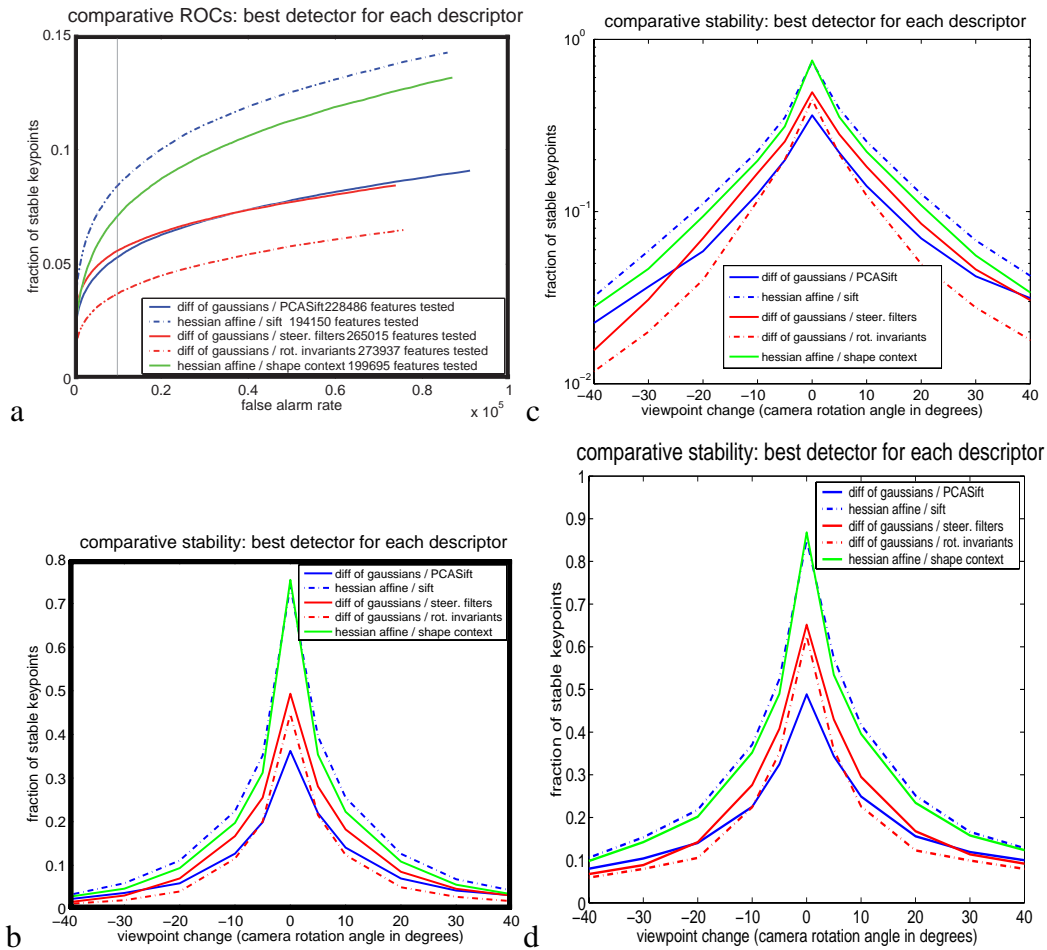 comparative ROCs: best detector for each descriptor
0.15
0.1
0.05
0
fraction of stable keypoints
diff of gaussians / PCASift228486 features tested
hessian affine / sift 194150 features tested
diff of gaussians / steer. filters265015 features tested
diff of gaussians / rot. invariants 273937 features tested
hessian affine / shape context 199695 features tested
0 0.2 0.4 0.6 0.8 1
false alarm rate
x 10^5
a
comparative stability: best detector for each descriptor
10^0
10^-1
10^-2
fraction of stable keypoints
diff of gaussians / PCASift
hessian affine / sift
diff of gaussians / steer. filters
diff of gaussians / rot. invariants
hessian affine / shape context
−40 −30 −20 −10 0 10 20 30 40
viewpoint change (camera rotation angle in degrees)
c
comparative stability: best detector for each descriptor
0.8
0.7
0.6
0.5
0.4
0.3
0.2
0.1
0
fraction of stable keypoints
diff of gaussians / PCASift
hessian affine / sift
diff of gaussians / steer. filters
diff of gaussians / rot. invariants
hessian affine / shape context
−40 −30 −20 −10 0 10 20 30 40
viewpoint change (camera rotation angle in degrees)
b
comparative stability: best detector for each descriptor
1
0.9
0.8
0.7
0.6
0.5
0.4
0.3
0.2
0.1
0
fraction of stable keypoints
diff of gaussians / PCASift
hessian affine / sift
diff of gaussians / steer. filters
diff of gaussians / rot. invariants
hessian affine / shape context
−40 −30 −20 −10 0 10 20 30 40
viewpoint change (camera rotation angle in degrees)
d